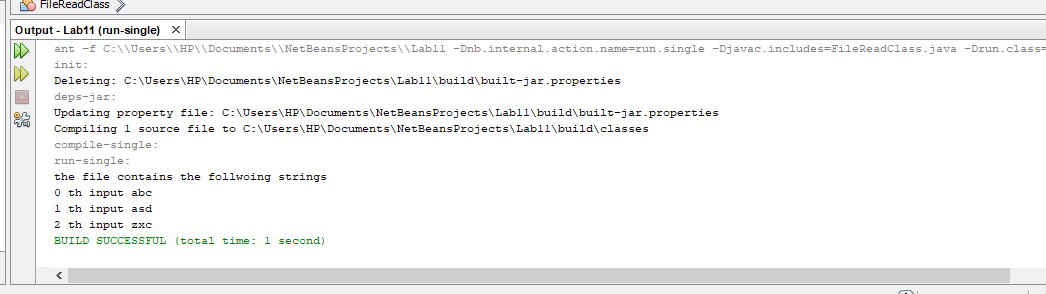 FileReadClass
Output - Lab11 (run-single)
ant -f C:\\Users\\HP\\Documents\\NetBeansProjects\\Lab11 -Dnb.internal.action.name=run.single -Djavac.includes=FileReadClass.java -Drun.class=
init:
Deleting: C:\Users\HP\Documents\NetBeansProjects\Lab11\build\built-jar.properties
deps-jar:
Updating property file: C:\Users\HP\Documents\NetBeansProjects\Lab11\build\built-jar.properties
Compiling 1 source file to C:\Users\HP\Documents\NetBeansProjects\Lab11\build\classes
compile-single:
run-single:
the file contains the follwoing strings
0 th input abc
1 th input asd
2 th input zxc
BUILD SUCCESSFUL (total time: 1 second)